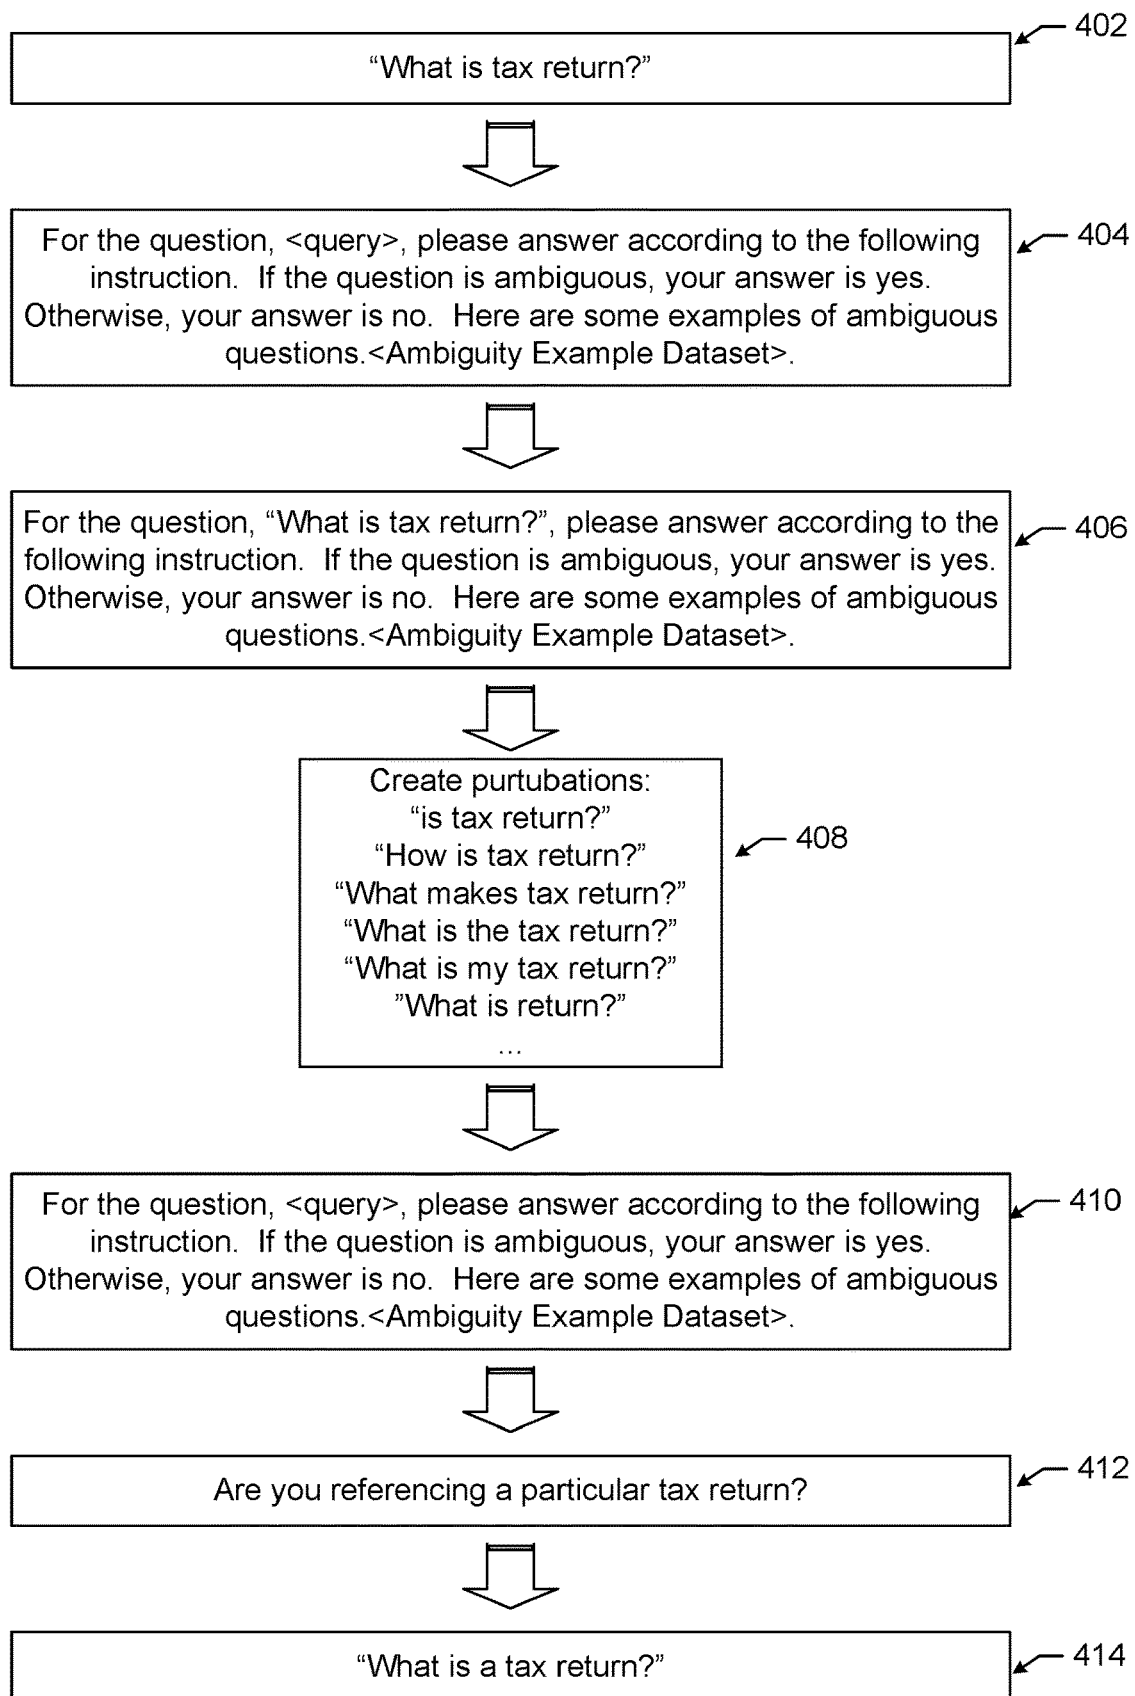 402
“What is tax return?”
404
For the question, <query>, please answer according to the following
instruction.  If the question is ambiguous, your answer is yes.
Otherwise, your answer is no.  Here are some examples of ambiguous
questions.<Ambiguity Example Dataset>.
406
For the question, “What is tax return?”, please answer according to the
following instruction.  If the question is ambiguous, your answer is yes.
Otherwise, your answer is no.  Here are some examples of ambiguous
questions.<Ambiguity Example Dataset>.
Create purtubations:
“is tax return?”
408
“How is tax return?”
“What makes tax return?”
“What is the tax return?”
“What is my tax return?”
”What is return?”
...
410
For the question, <query>, please answer according to the following
instruction.  If the question is ambiguous, your answer is yes.
Otherwise, your answer is no.  Here are some examples of ambiguous
questions.<Ambiguity Example Dataset>.
412
Are you referencing a particular tax return?
414
“What is a tax return?”